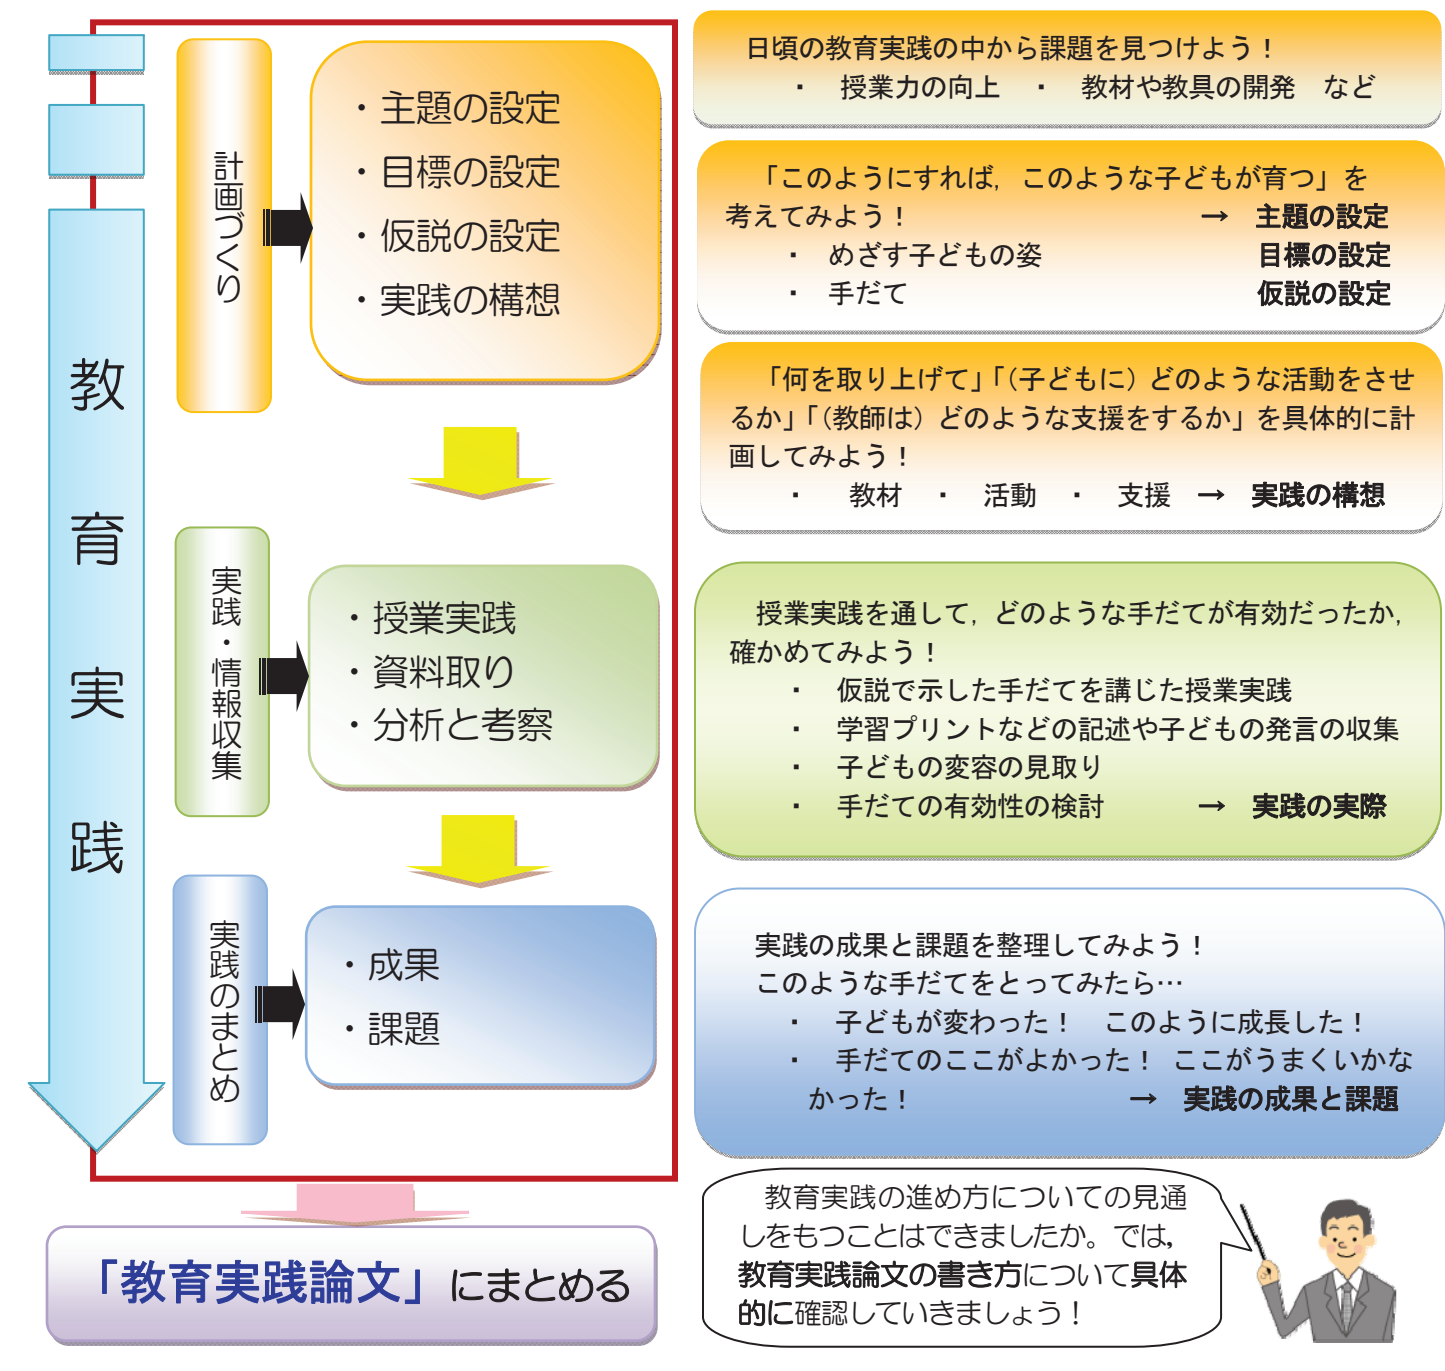 教育実践
計画づくり
・主題の設定
・目標の設定
・仮説の設定
・実践の構想
実践・情報収集
・授業実践
・資料取り
・分析と考察
実践のまとめ
・成果
・課題
「教育実践論文」にまとめる
日頃の教育実践の中から課題を見つけよう！
・　授業力の向上　・　教材や教具の開発　など
「このようにすれば，このような子どもが育つ」を
考えてみよう！　→　主題の設定
・　めざす子どもの姿　目標の設定
・　手だて　仮説の設定
「何を取り上げて」「（子どもに）どのような活動をさせ
るか」「（教師は）どのような支援をするか」を具体的に計
画してみよう！
・　教材　・　活動　・　支援　→　実践の構想
授業実践を通して，どのような手だてが有効だったか，
確かめてみよう！
・　仮説で示した手だてを講じた授業実践
・　学習プリントなどの記述や子どもの発言の収集
・　子どもの変容の見取り
・　手だての有効性の検討　→　実践の実際
実践の成果と課題を整理してみよう！
このような手だてをとってみたら…
・　子どもが変わった！　このように成長した！
・　手だてのここがよかった！　ここがうまくいかな
かった！　→　実践の成果と課題
教育実践の進め方についての見通
しをもつことはできましたか。では，
教育実践論文の書き方について具体
的に確認していきましょう！